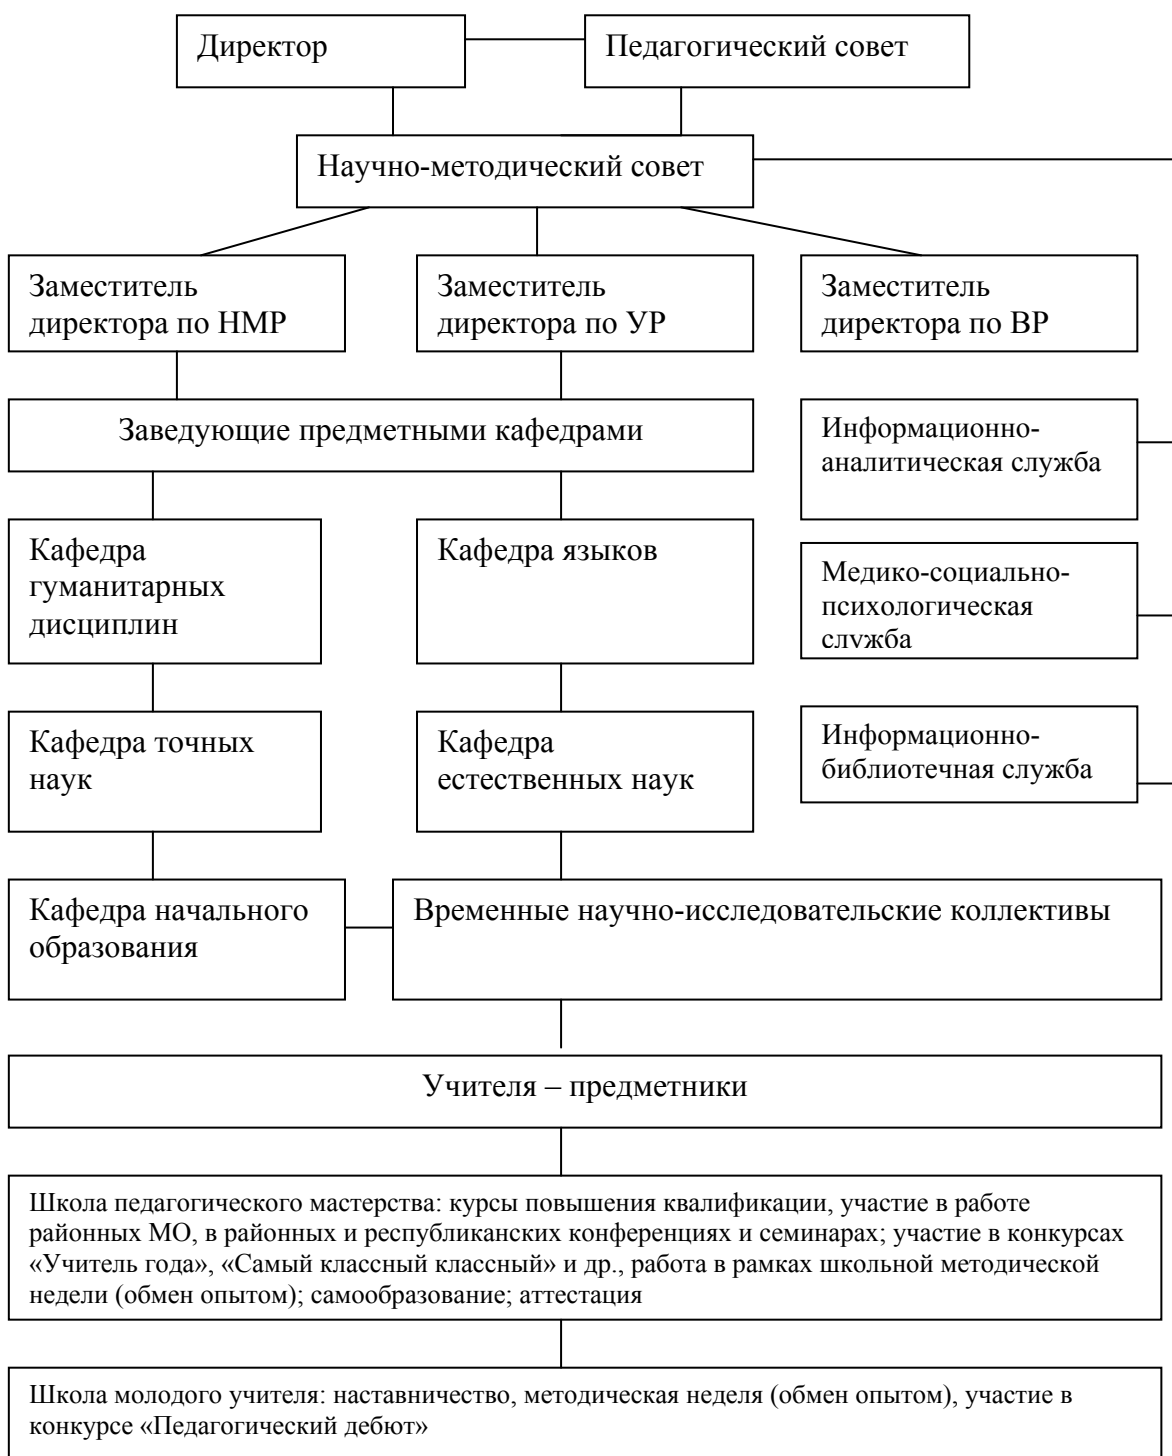 Директор
Педагогический совет
Научно-методический совет
Заместитель
директора по НМР
Заместитель
директора по УР
Заместитель
директора по ВР
Заведующие предметными кафедрами
Информационно-
аналитическая служба
Кафедра
гуманитарных
дисциплин
Кафедра языков
Медико-социально-
психологическая
служба
Кафедра точных
наук
Кафедра
естественных наук
Информационно-
библиотечная служба
Кафедра начального
образования
Временные научно-исследовательские коллективы
Учителя – предметники
Школа педагогического мастерства: курсы повышения квалификации, участие в работе
районных МО, в районных и республиканских конференциях и семинарах; участие в конкурсах
«Учитель года», «Самый классный классный» и др., работа в рамках школьной методической
недели (обмен опытом); самообразование; аттестация
Школа молодого учителя: наставничество, методическая неделя (обмен опытом), участие в
конкурсе «Педагогический дебют»